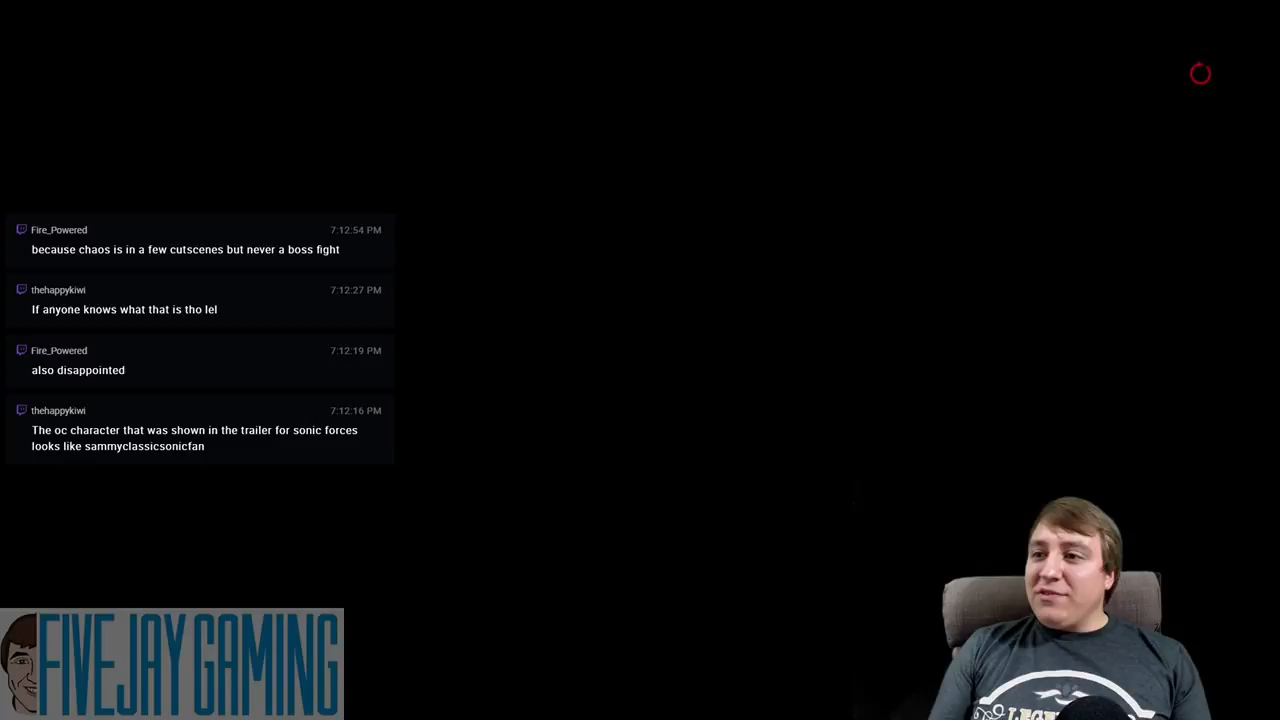 Fire_Powered 7:12:54 PM
because chaos is in a few cutscenes but never a boss fight
thehappykiwi 7:12:27 PM
If anyone knows what that is tho lel
Fire_Powered 7:12:19 PM
also disappointed
thehappykiwi 7:12:16 PM
The oc character that was shown in the trailer for sonic forces
looks like sammyclassicsonicfan
FIVEJAYGAMING